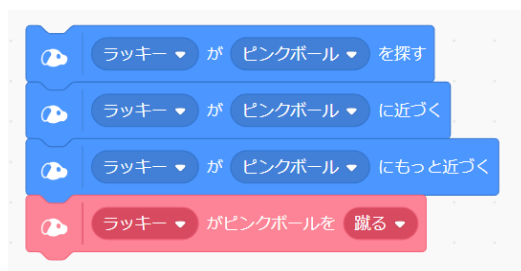 ラッキー が ピンクボール を探す
ラッキー が ピンクボール に近づく
ラッキー が ピンクボール にもっと近づく
ラッキー がピンクボールを 蹴る